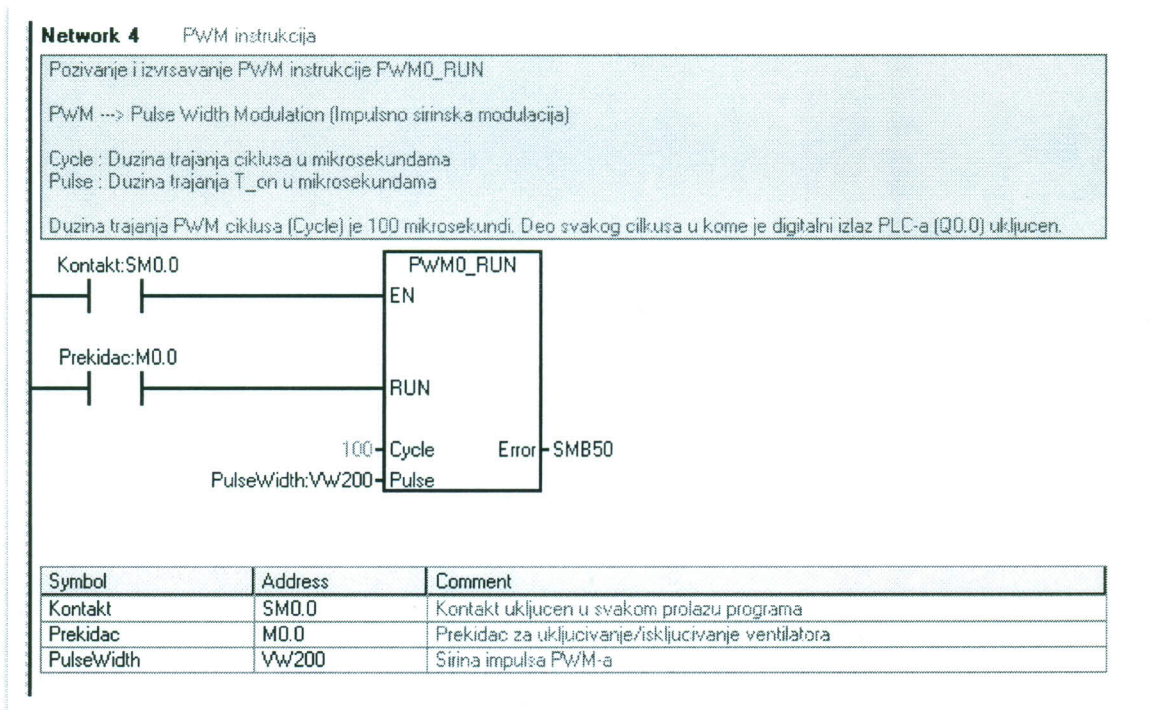 Network 4 PWM instrukcija
Pozivanje i izvrsavanje PWM instrukcije PWM0_RUN
PWM ---> Pulse Width Modulation (Impulsno sirinska modulacija)
Cycle : Duzina trajanja ciklusa u mikrosekundama
Pulse : Duzina trajanja T_on u mikrosekundama
Duzina trajanja PWM ciklusa (Cycle) je 100 mikrosekundi. Deo svakog cilkusa u kome je digitalni izlaz PLC-a (Q0.0) ukljucen.
Kontakt:SM0.0
PWM0_RUN
EN
Prekidac:M0.0
RUN
100 Cycle Error SMB50
PulseWidth:VW200 Pulse
Symbol Address Comment
Kontakt SM0.0 Kontakt ukljucen u svakom prolazu programa
Prekidac M0.0 Prekidac za ukljucivanje/iskljucivanje ventilatora
PulseWidth VW200 Sirina impulsa PWM-a